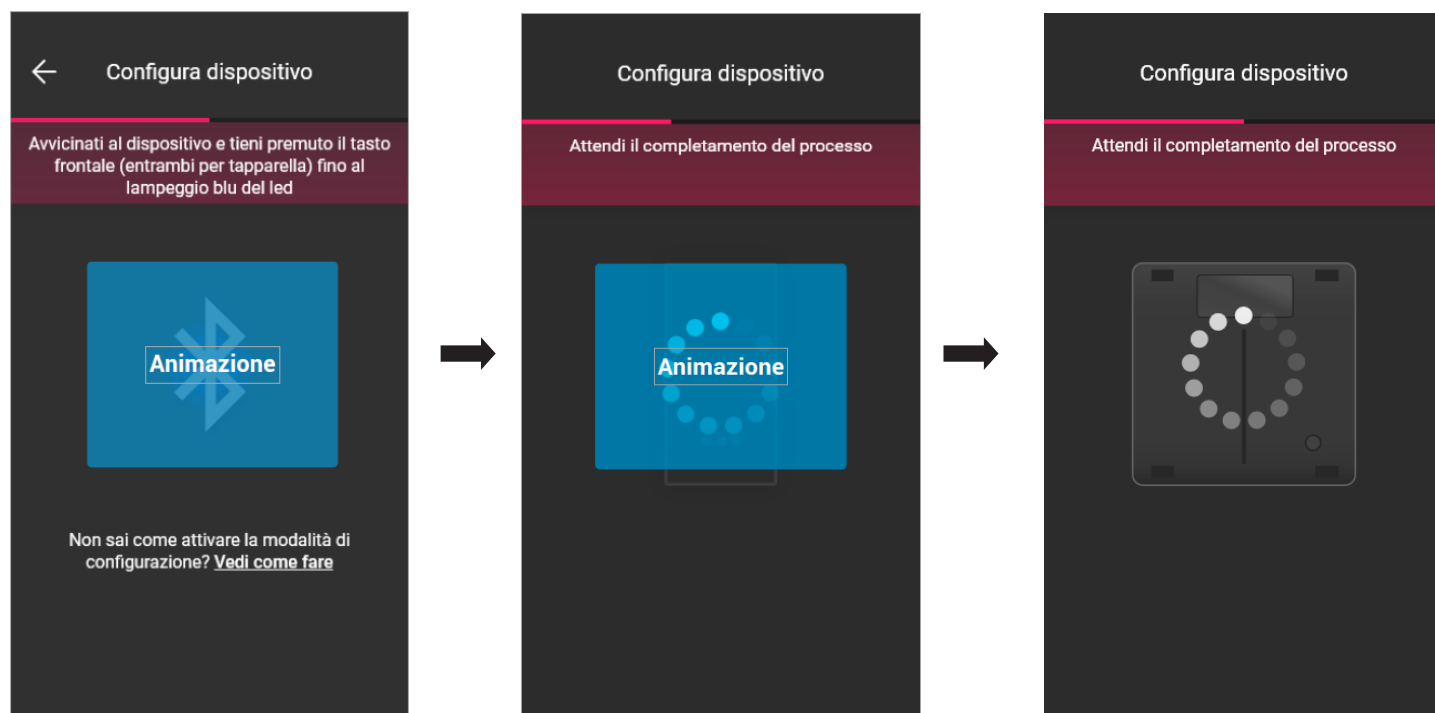 Configura dispositivo
Avvicinati al dispositivo e tieni premuto il tasto
frontale (entrambi per tapparella) fino al
lampeggio blu del led
Animazione
Non sai come attivare la modalità di
configurazione? Vedi come fare
Configura dispositivo
Attendi il completamento del processo
Animazione
Configura dispositivo
Attendi il completamento del processo